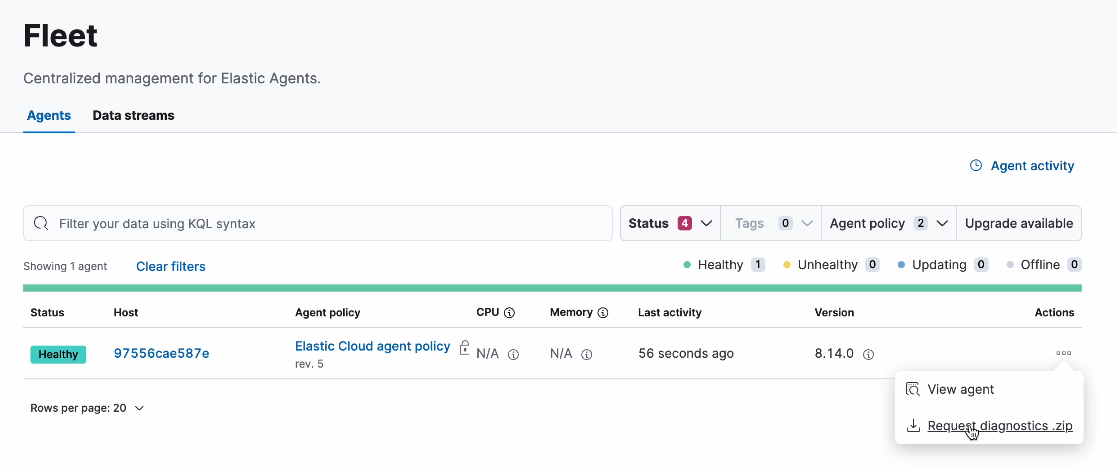 Fleet
Centralized management for Elastic Agents.
Agents Data streams
Agent activity
Filter your data using KQL syntax Status 4 Tags 0 Agent policy 2 Upgrade available
Showing 1 agent Clear filters Healthy 1 Unhealthy 0 Updating 0 Offline 0
Status Host Agent policy CPU Memory Last activity Version Actions
Healthy 97556cae587e Elastic Cloud agent policy N/A N/A 56 seconds ago 8.14.0
rev. 5
View agent
Rows per page: 20
Request diagnostics .zip